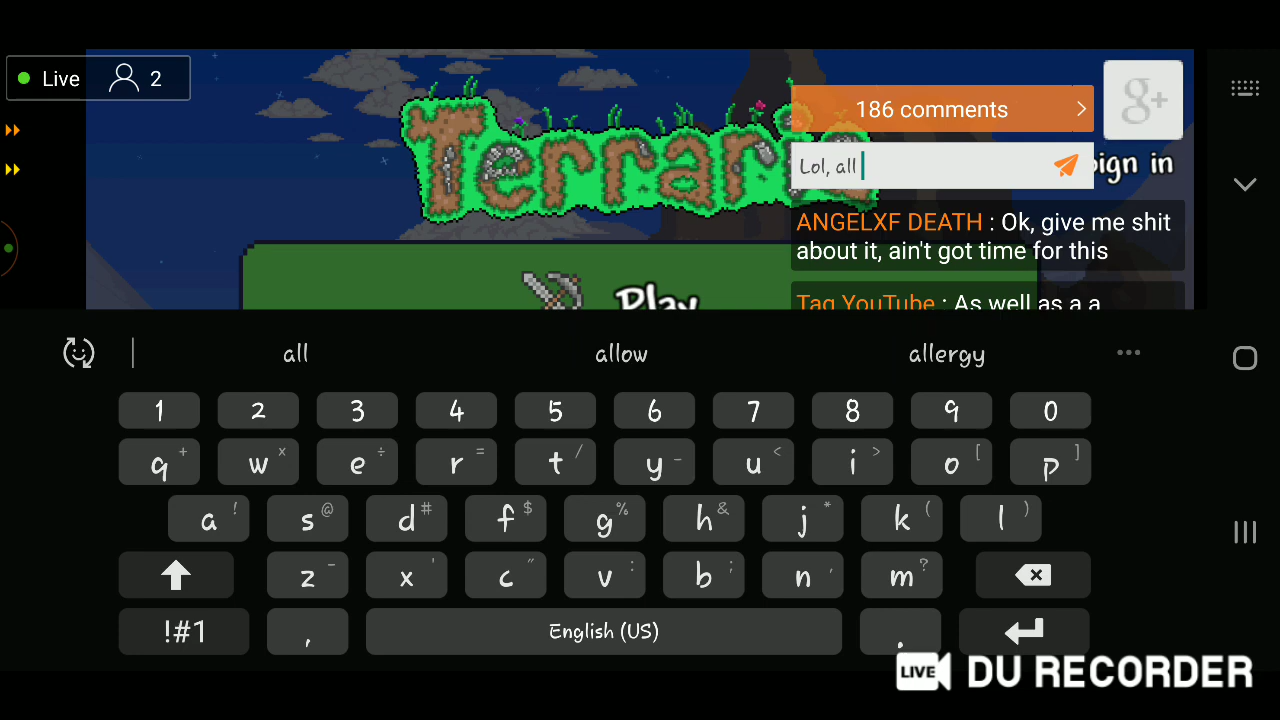 Live 2
Terraria
186 comments
g+
Lol, all
sign in
ANGELXF DEATH : Ok, give me shit
about it, ain't got time for this
Tag YouTube : As well as a a
Play
all allow allergy
1 2 3 4 5 6 7 8 9 0
q + w × e ÷ r = t / y - u < i > o [ p ]
a ! s @ d # f $ g % h & j * k ( l )
z - x ' c " v : b ; n , m ?
!#1 , English (US) .
LIVE DU RECORDER